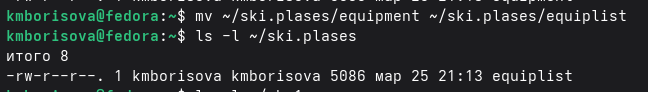 kmborisova@fedora:~$ mv ~/ski.plases/equipment ~/ski.plases/equiplist
kmborisova@fedora:~$ ls -l ~/ski.plases
итого 8
-rw-r--r--. 1 kmborisova kmborisova 5086 мар 25 21:13 equiplist